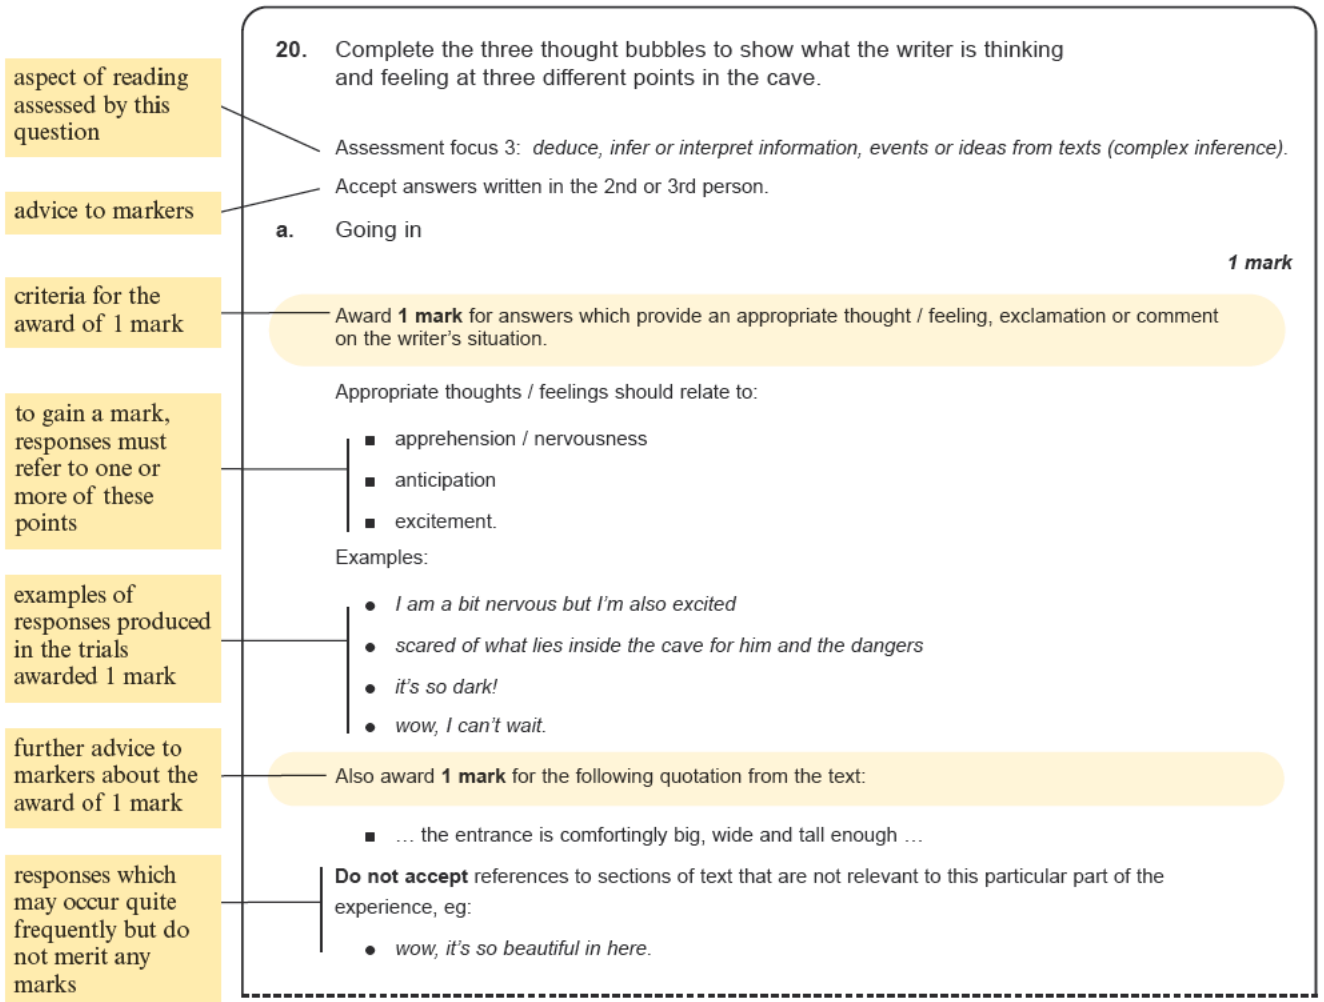 20. Complete the three thought bubbles to show what the writer is thinking
and feeling at three different points in the cave.
aspect of reading
assessed by this
question
Assessment focus 3: deduce, infer or interpret information, events or ideas from texts (complex inference).
advice to markers
Accept answers written in the 2nd or 3rd person.
a. Going in
1 mark
criteria for the
award of 1 mark
Award 1 mark for answers which provide an appropriate thought / feeling, exclamation or comment
on the writer's situation.
to gain a mark,
responses must
refer to one or
more of these
points
Appropriate thoughts / feelings should relate to:
■ apprehension / nervousness
■ anticipation
■ excitement.
Examples:
examples of
responses produced
in the trials
awarded 1 mark
● I am a bit nervous but I'm also excited
● scared of what lies inside the cave for him and the dangers
● it's so dark!
● wow, I can't wait.
further advice to
markers about the
award of 1 mark
Also award 1 mark for the following quotation from the text:
■ … the entrance is comfortingly big, wide and tall enough …
responses which
may occur quite
frequently but do
not merit any
marks
Do not accept references to sections of text that are not relevant to this particular part of the
experience, eg:
● wow, it's so beautiful in here.